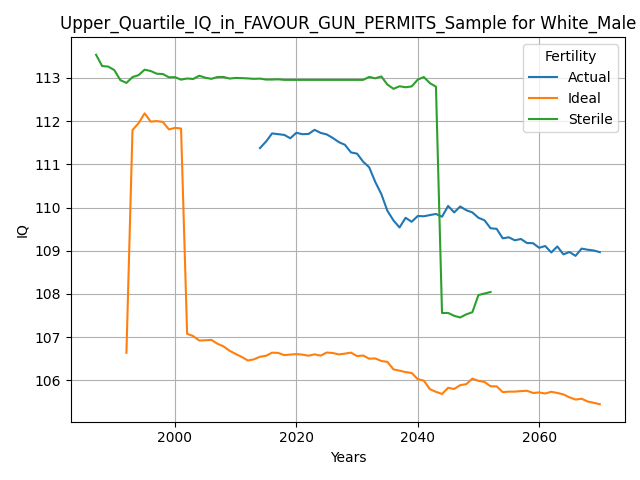 Upper_Quartile_IQ_in_FAVOUR_GUN_PERMITS_Sample for White_Male
Fertility
Actual
Ideal
Sterile
113
112
111
110
109
108
107
106
IQ
2000
2020
2040
2060
Years